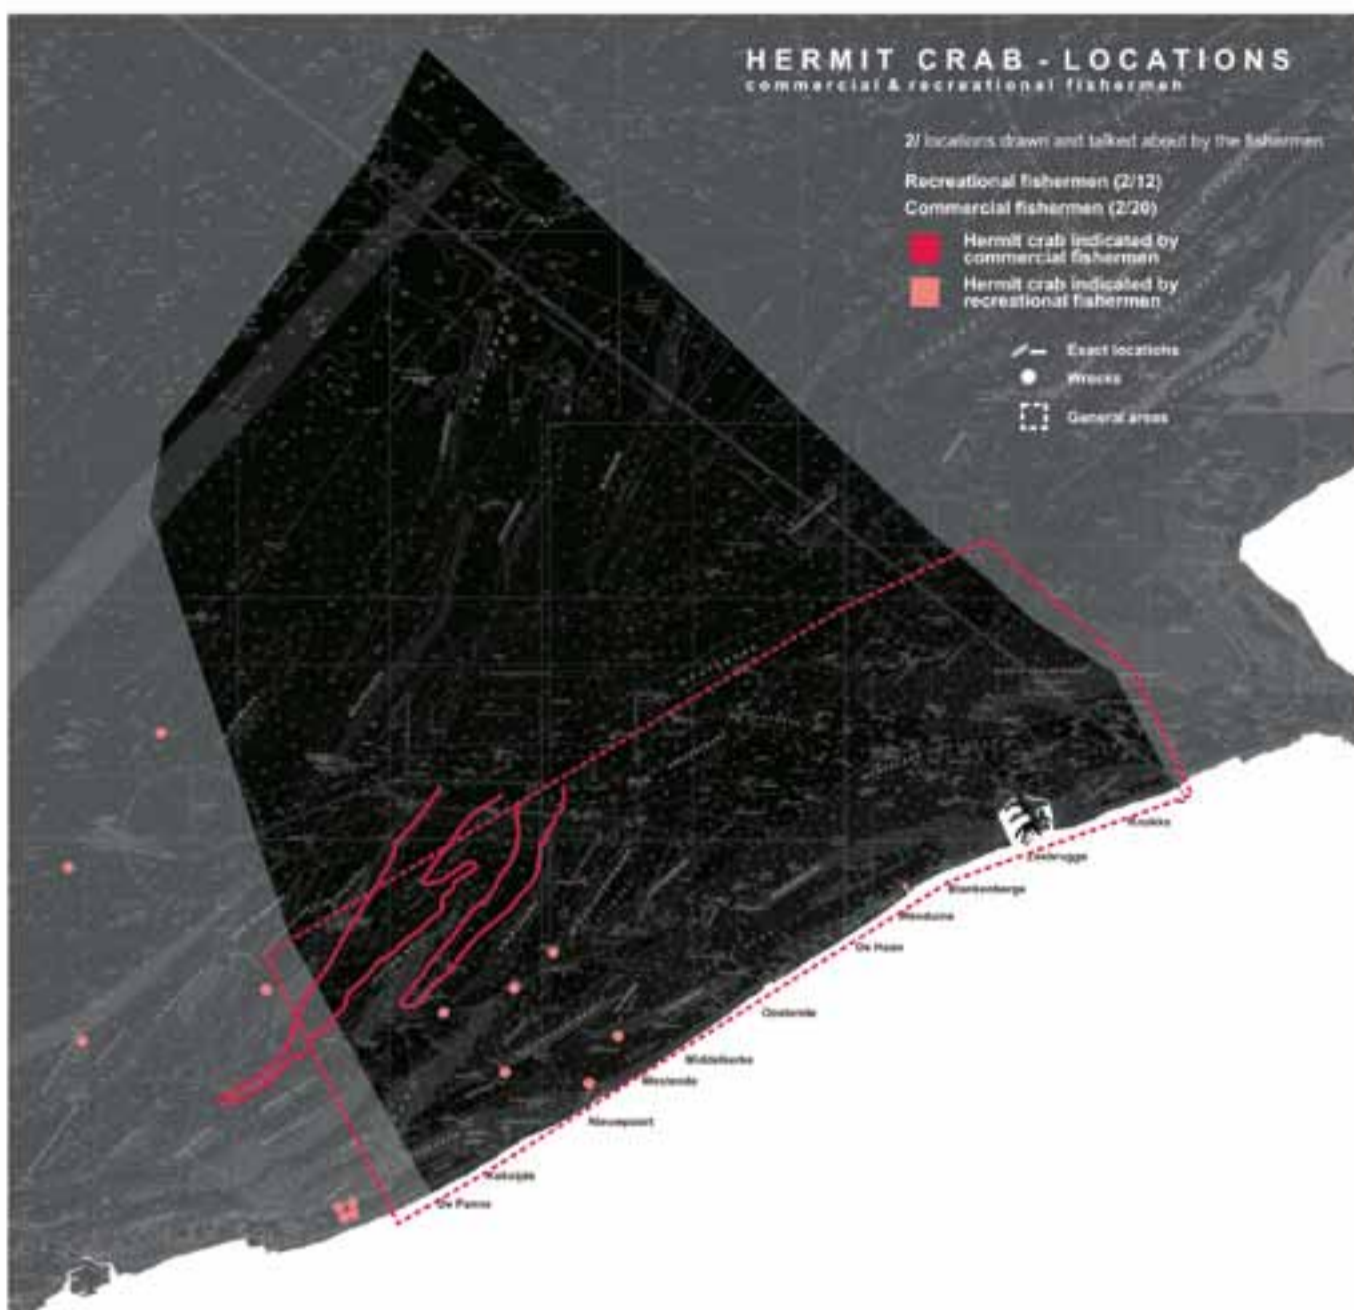 HERMIT CRAB - LOCATIONS
commercial & recreational fishermen
2/ locations drawn and talked about by the fishermen
Recreational fishermen (2/12)
Commercial fishermen (2/20)
Hermit crab indicated by
commercial fishermen
Hermit crab indicated by
recreational fishermen
Exact locations
Wrecks
General areas
Knokke
Zeebrugge
Blankenberge
Wenduine
De Haan
Oostende
Middelkerke
Westende
Nieuwpoort
De Panne